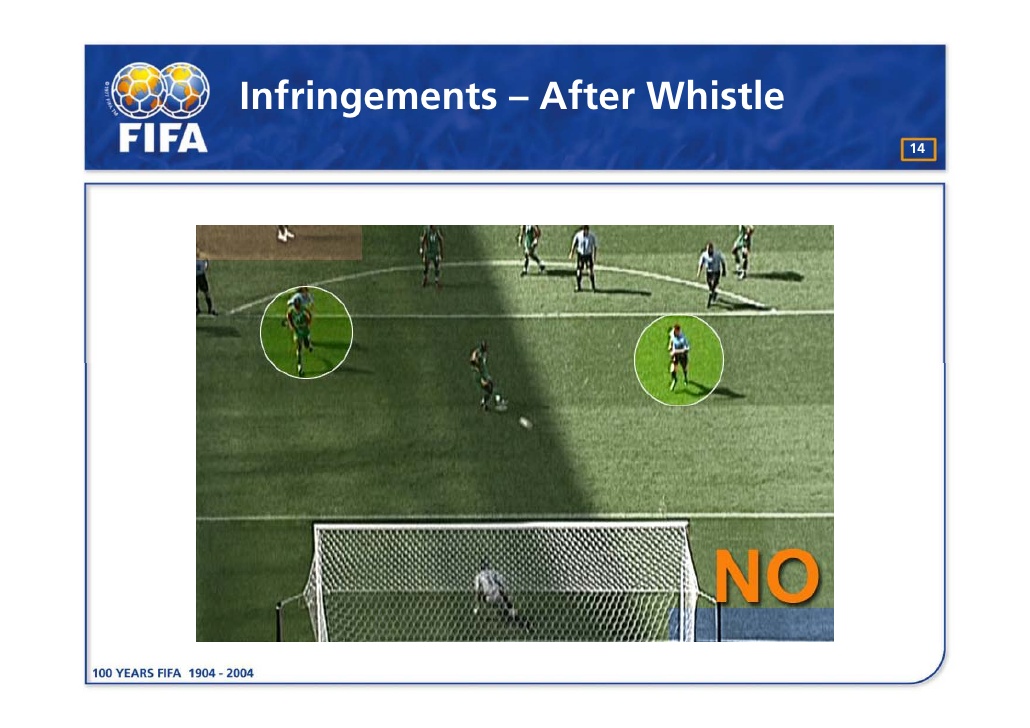 FIFA
Infringements – After Whistle
14
NO
100 YEARS FIFA 1904 - 2004